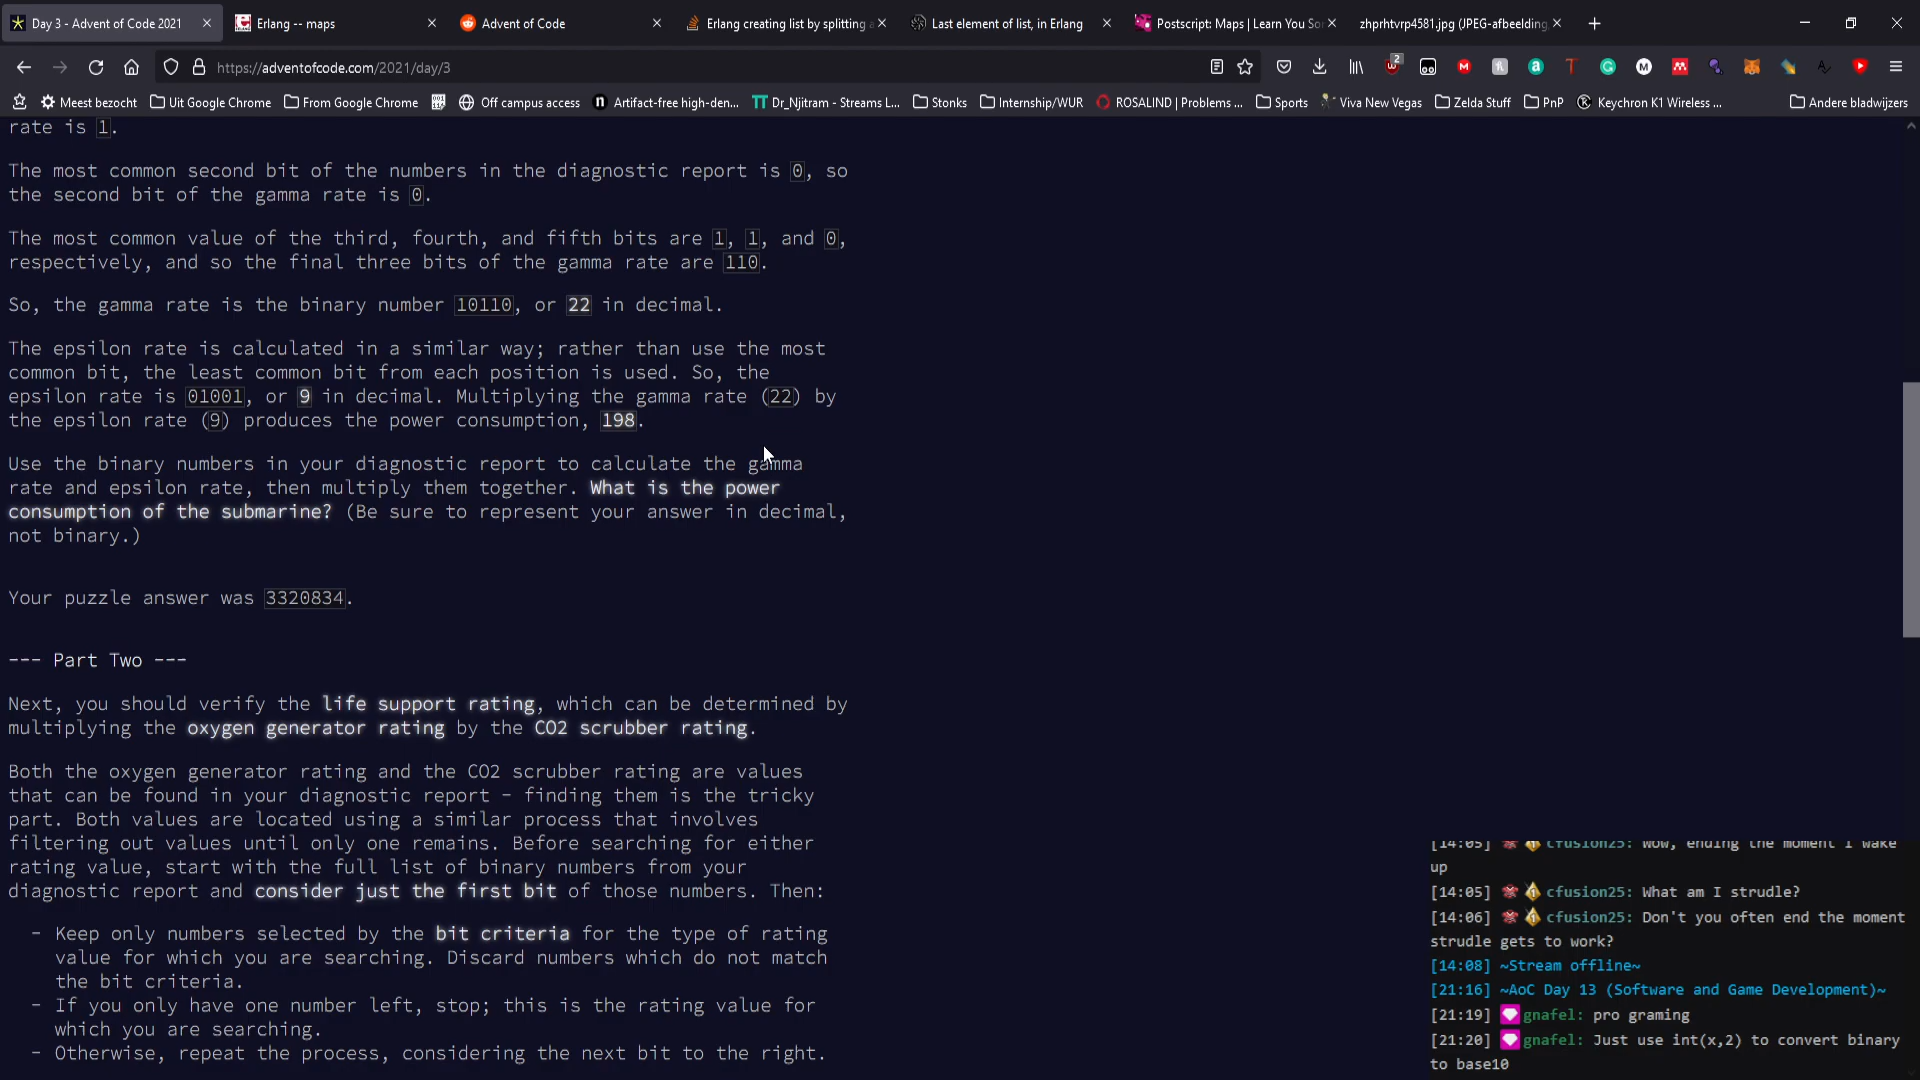 Day 3 - Advent of Code 2021
Erlang -- maps
Advent of Code
Erlang creating list by splitting
Last element of list, in Erlang
Postscript: Maps | Learn You So
zhprhtvrp4581.jpg (JPEG-afbeelding
https://adventofcode.com/2021/day/3
2
Meest bezocht
Uit Google Chrome
From Google Chrome
Off campus access
Artifact-free high-den...
Dr_Njitram - Streams L...
Stonks
Internship/WUR
ROSALIND | Problems ...
Sports
Viva New Vegas
Zelda Stuff
PnP
Keychron K1 Wireless ...
Andere bladwijzers
rate is 1.
The most common second bit of the numbers in the diagnostic report is 0, so
the second bit of the gamma rate is 0.
The most common value of the third, fourth, and fifth bits are 1, 1, and 0,
respectively, and so the final three bits of the gamma rate are 110.
So, the gamma rate is the binary number 10110, or 22 in decimal.
The epsilon rate is calculated in a similar way; rather than use the most
common bit, the least common bit from each position is used. So, the
epsilon rate is 01001, or 9 in decimal. Multiplying the gamma rate (22) by
the epsilon rate (9) produces the power consumption, 198.
Use the binary numbers in your diagnostic report to calculate the gamma
rate and epsilon rate, then multiply them together. What is the power
consumption of the submarine? (Be sure to represent your answer in decimal,
not binary.)
Your puzzle answer was 3320834.
--- Part Two ---
Next, you should verify the life support rating, which can be determined by
multiplying the oxygen generator rating by the CO2 scrubber rating.
Both the oxygen generator rating and the CO2 scrubber rating are values
that can be found in your diagnostic report - finding them is the tricky
part. Both values are located using a similar process that involves
filtering out values until only one remains. Before searching for either
rating value, start with the full list of binary numbers from your
diagnostic report and consider just the first bit of those numbers. Then:
- Keep only numbers selected by the bit criteria for the type of rating
value for which you are searching. Discard numbers which do not match
the bit criteria.
- If you only have one number left, stop; this is the rating value for
which you are searching.
- Otherwise, repeat the process, considering the next bit to the right.
[14:05] cfusion25: Wow, ending the moment I wake
up
[14:05] cfusion25: What am I strudle?
[14:06] cfusion25: Don't you often end the moment
strudle gets to work?
[14:08] ~Stream offline~
[21:16] ~AoC Day 13 (Software and Game Development)~
[21:19] gnafel: pro graming
[21:20] gnafel: Just use int(x,2) to convert binary
to base10